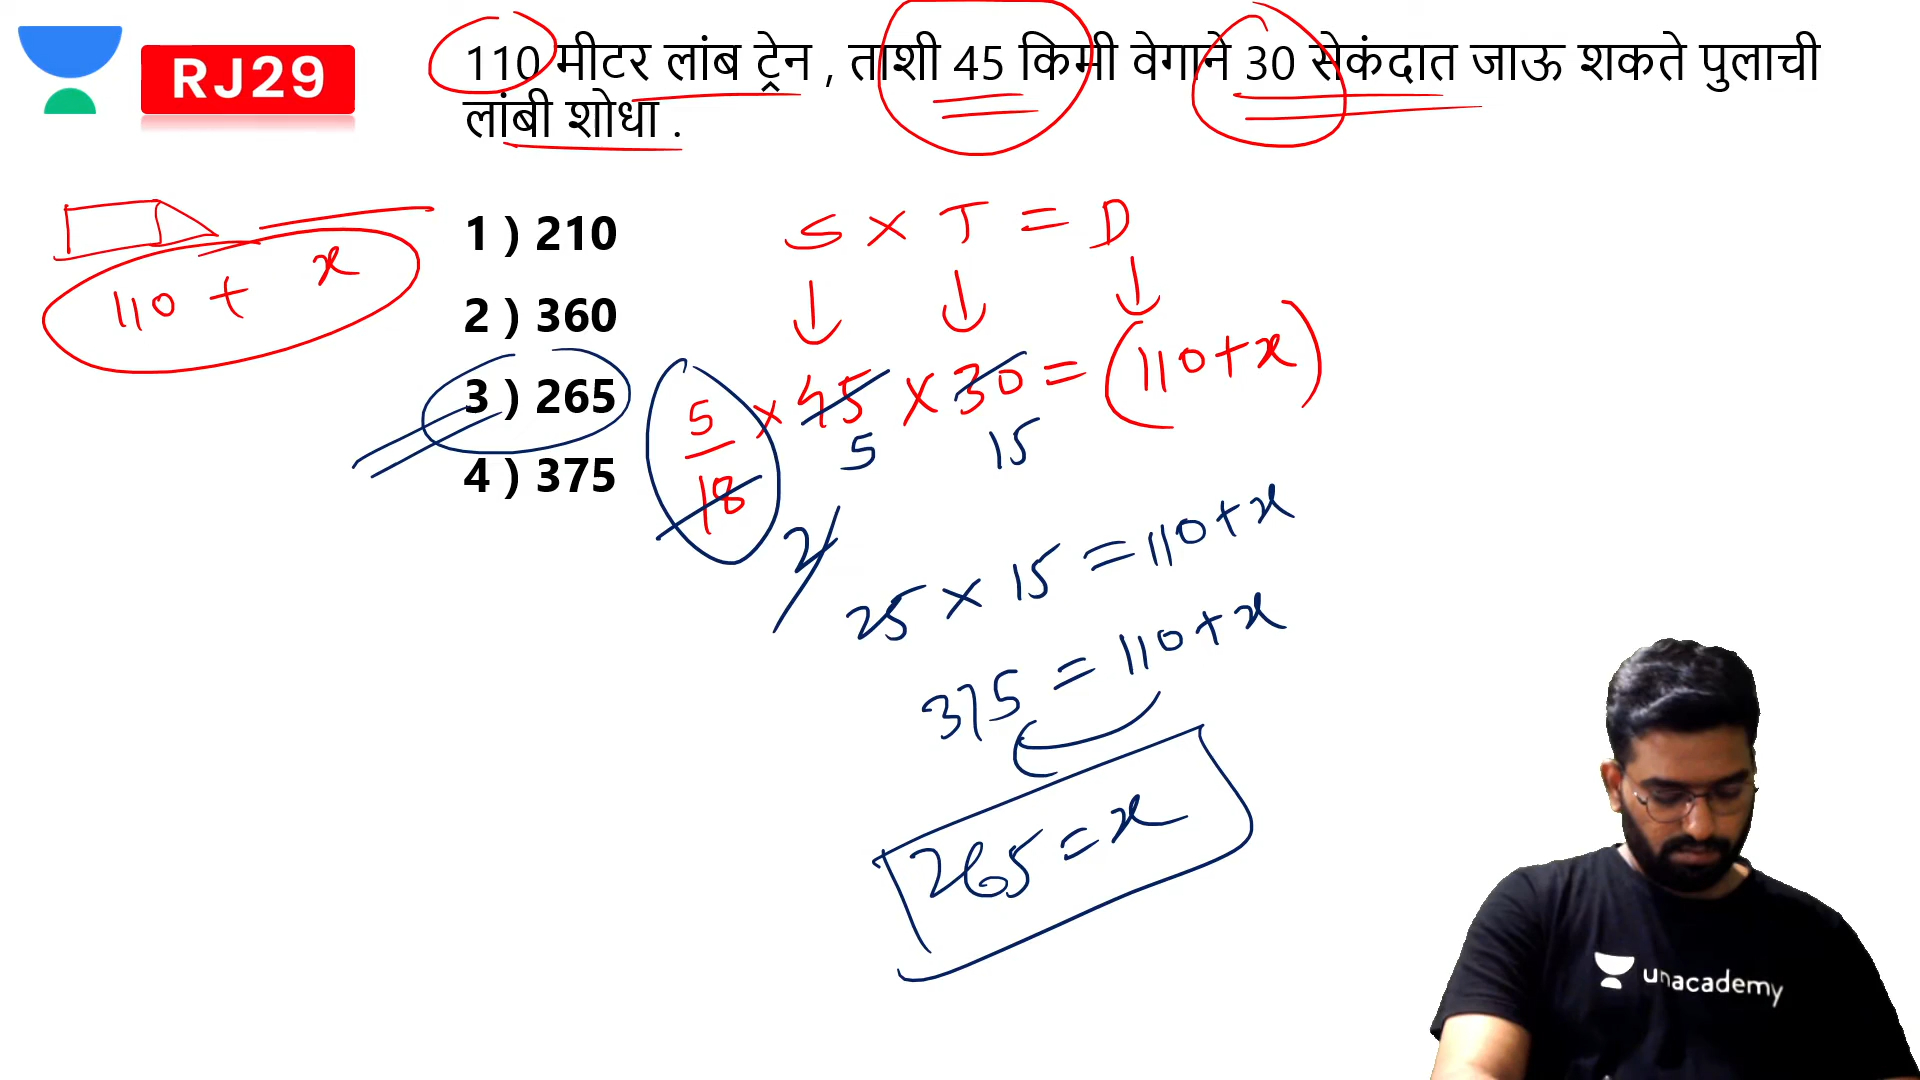 RJ29
110 मीटर लांब ट्रेन , ताशी 45 किमी वेगाने 30 सेकंदात जाऊ शकते पुलाची
लांबी शोधा .
110 + x
1 ) 210
2 ) 360
3 ) 265
4 ) 375
S × T = D
5/18 × 45 × 30 = (110+x)
5 15
2
25 × 15 = 110+x
375 = 110+x
265 = x
unacademy